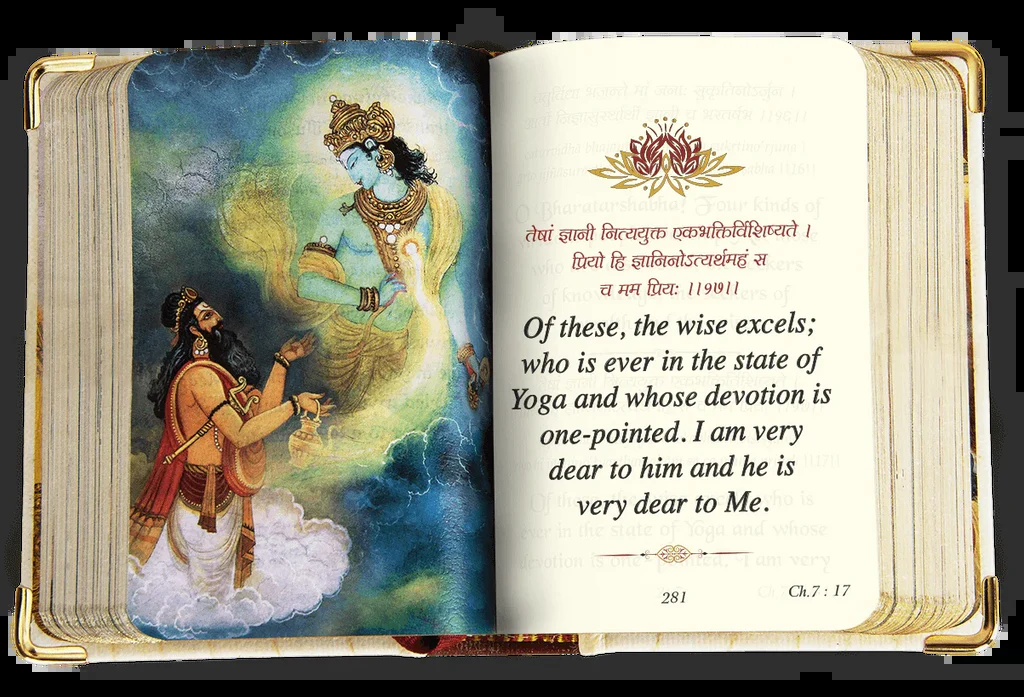 तेषां ज्ञानी नित्ययुक्त एकभक्तिर्विशिष्यते ।
प्रियो हि ज्ञानिनोऽत्यर्थमहं स
च मम प्रियः ।।१७।।
Of these, the wise excels;
who is ever in the state of
Yoga and whose devotion is
one-pointed. I am very
dear to him and he is
very dear to Me.
281
Ch.7 : 17